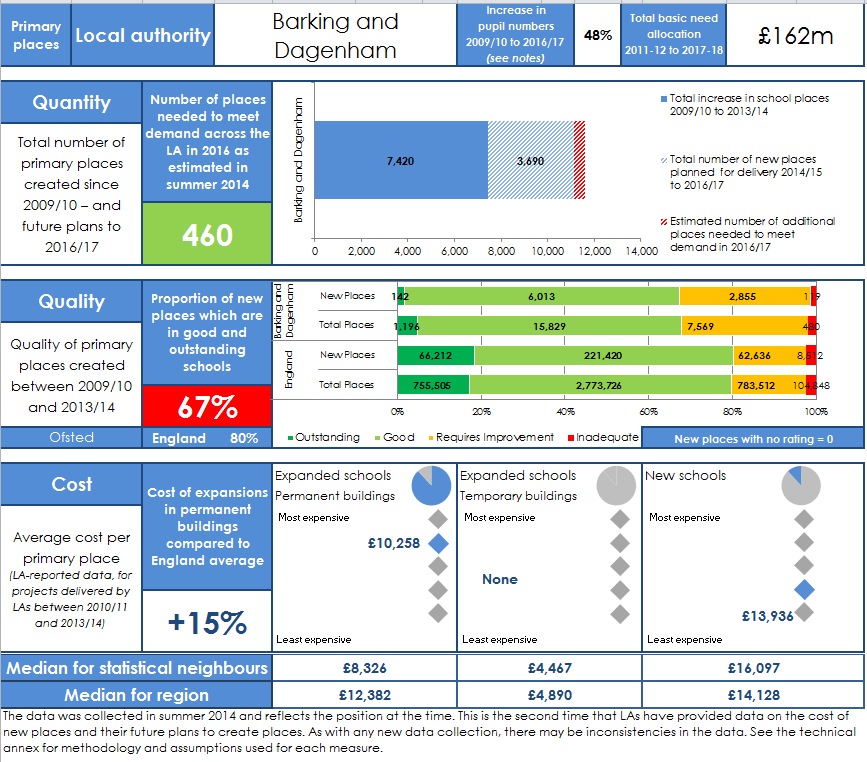 Primary places
Local authority
Barking and Dagenham
Increase in pupil numbers 2009/10 to 2016/17 (see notes)
48%
Total basic need allocation 2011-12 to 2017-18
£162m
Quantity
Total number of
primary places
created since
2009/10 – and
future plans to
2016/17
Number of places
needed to meet
demand across the
LA in 2016 as
estimated in
summer 2014
460
Barking and Dagenham
7,420
3,690
0
2,000
4,000
6,000
8,000
10,000
12,000
14,000
Total increase in school places
2009/10 to 2013/14
Total number of new places
planned for delivery 2014/15
to 2016/17
Estimated number of additional
places needed to meet
demand in 2016/17
Quality
Quality of primary
places created
between 2009/10
and 2013/14
Ofsted
Proportion of new
places which are
in good and
outstanding
schools
67%
England 80%
Barking and
Dagenham
New Places
142
6,013
2,855
119
Total Places
1,196
15,829
7,569
480
England
New Places
66,212
221,420
62,636
8,512
Total Places
755,505
2,773,726
783,512
104,848
0%
20%
40%
60%
80%
100%
Outstanding
Good
Requires Improvement
Inadequate
New places with no rating = 0
Cost
Average cost per
primary place
(LA-reported data, for
projects delivered by
LAs between 2010/11
and 2013/14)
Cost of expansions
in permanent
buildings
compared to
England average
+15%
Expanded schools
Permanent buildings
Most expensive
£10,258
Least expensive
Expanded schools
Temporary buildings
Most expensive
None
Least expensive
New schools
Most expensive
£13,936
Least expensive
Median for statistical neighbours
£8,326
£4,467
£16,097
Median for region
£12,382
£4,890
£14,128
The data was collected in summer 2014 and reflects the position at the time. This is the second time that LAs have provided data on the cost of
new places and their future plans to create places. As with any new data collection, there may be inconsistencies in the data. See the technical
annex for methodology and assumptions used for each measure.